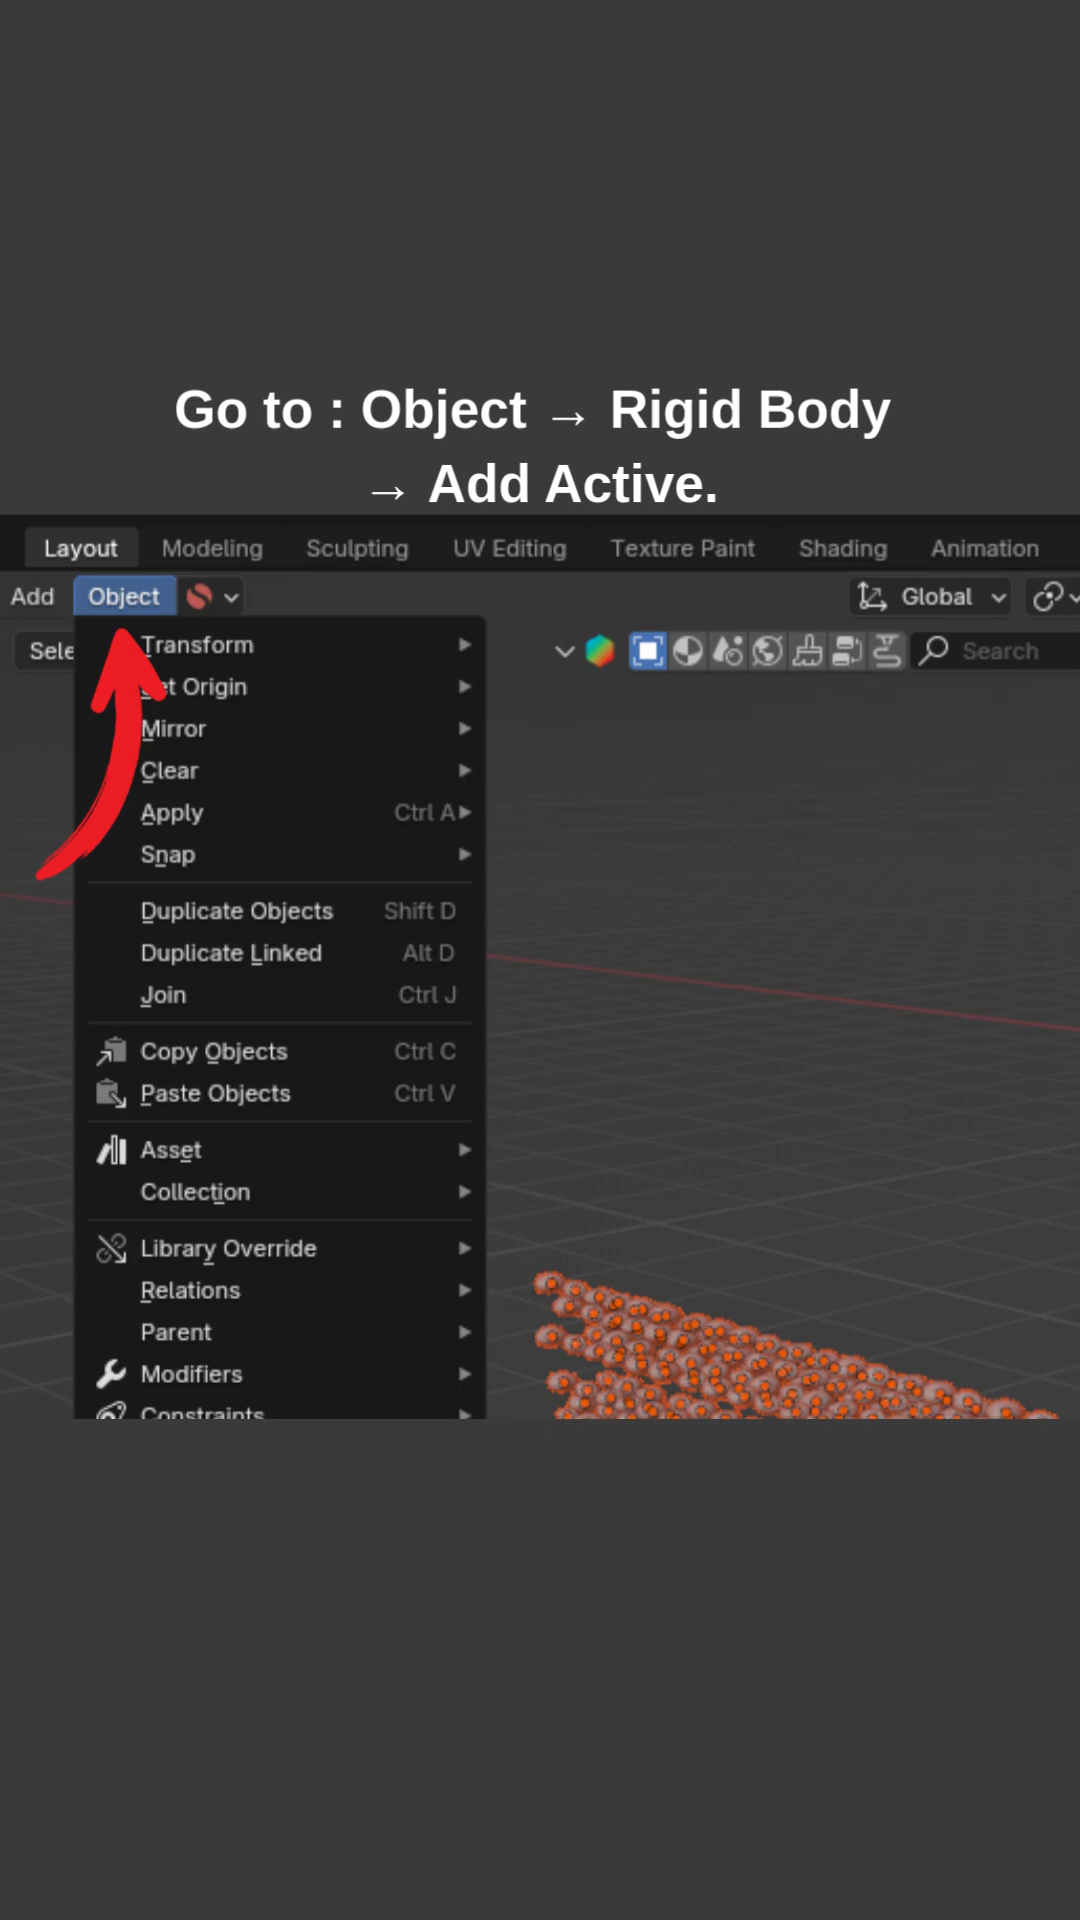 Go to : Object → Rigid Body
→ Add Active.
Layout Modeling Sculpting UV Editing Texture Paint Shading Animation
Add Object Global
Search
Transform
Origin
Mirror
Clear
Apply Ctrl A
Snap
Duplicate Objects Shift D
Duplicate Linked Alt D
Join Ctrl J
Copy Objects Ctrl C
Paste Objects Ctrl V
Asset
Collection
Library Override
Relations
Parent
Modifiers
Constraints